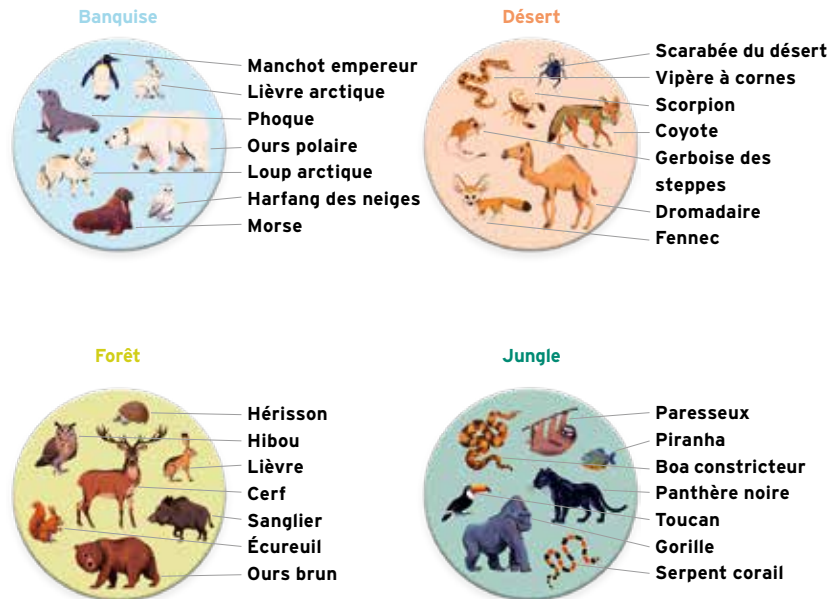 Banquise
Manchot empereur
Lièvre arctique
Phoque
Ours polaire
Loup arctique
Harfang des neiges
Morse
Désert
Scarabée du désert
Vipère à cornes
Scorpion
Coyote
Gerboise des
steppes
Dromadaire
Fennec
Forêt
Hérisson
Hibou
Lièvre
Cerf
Sanglier
Écureuil
Ours brun
Jungle
Paresseux
Piranha
Boa constricteur
Panthère noire
Toucan
Gorille
Serpent corail